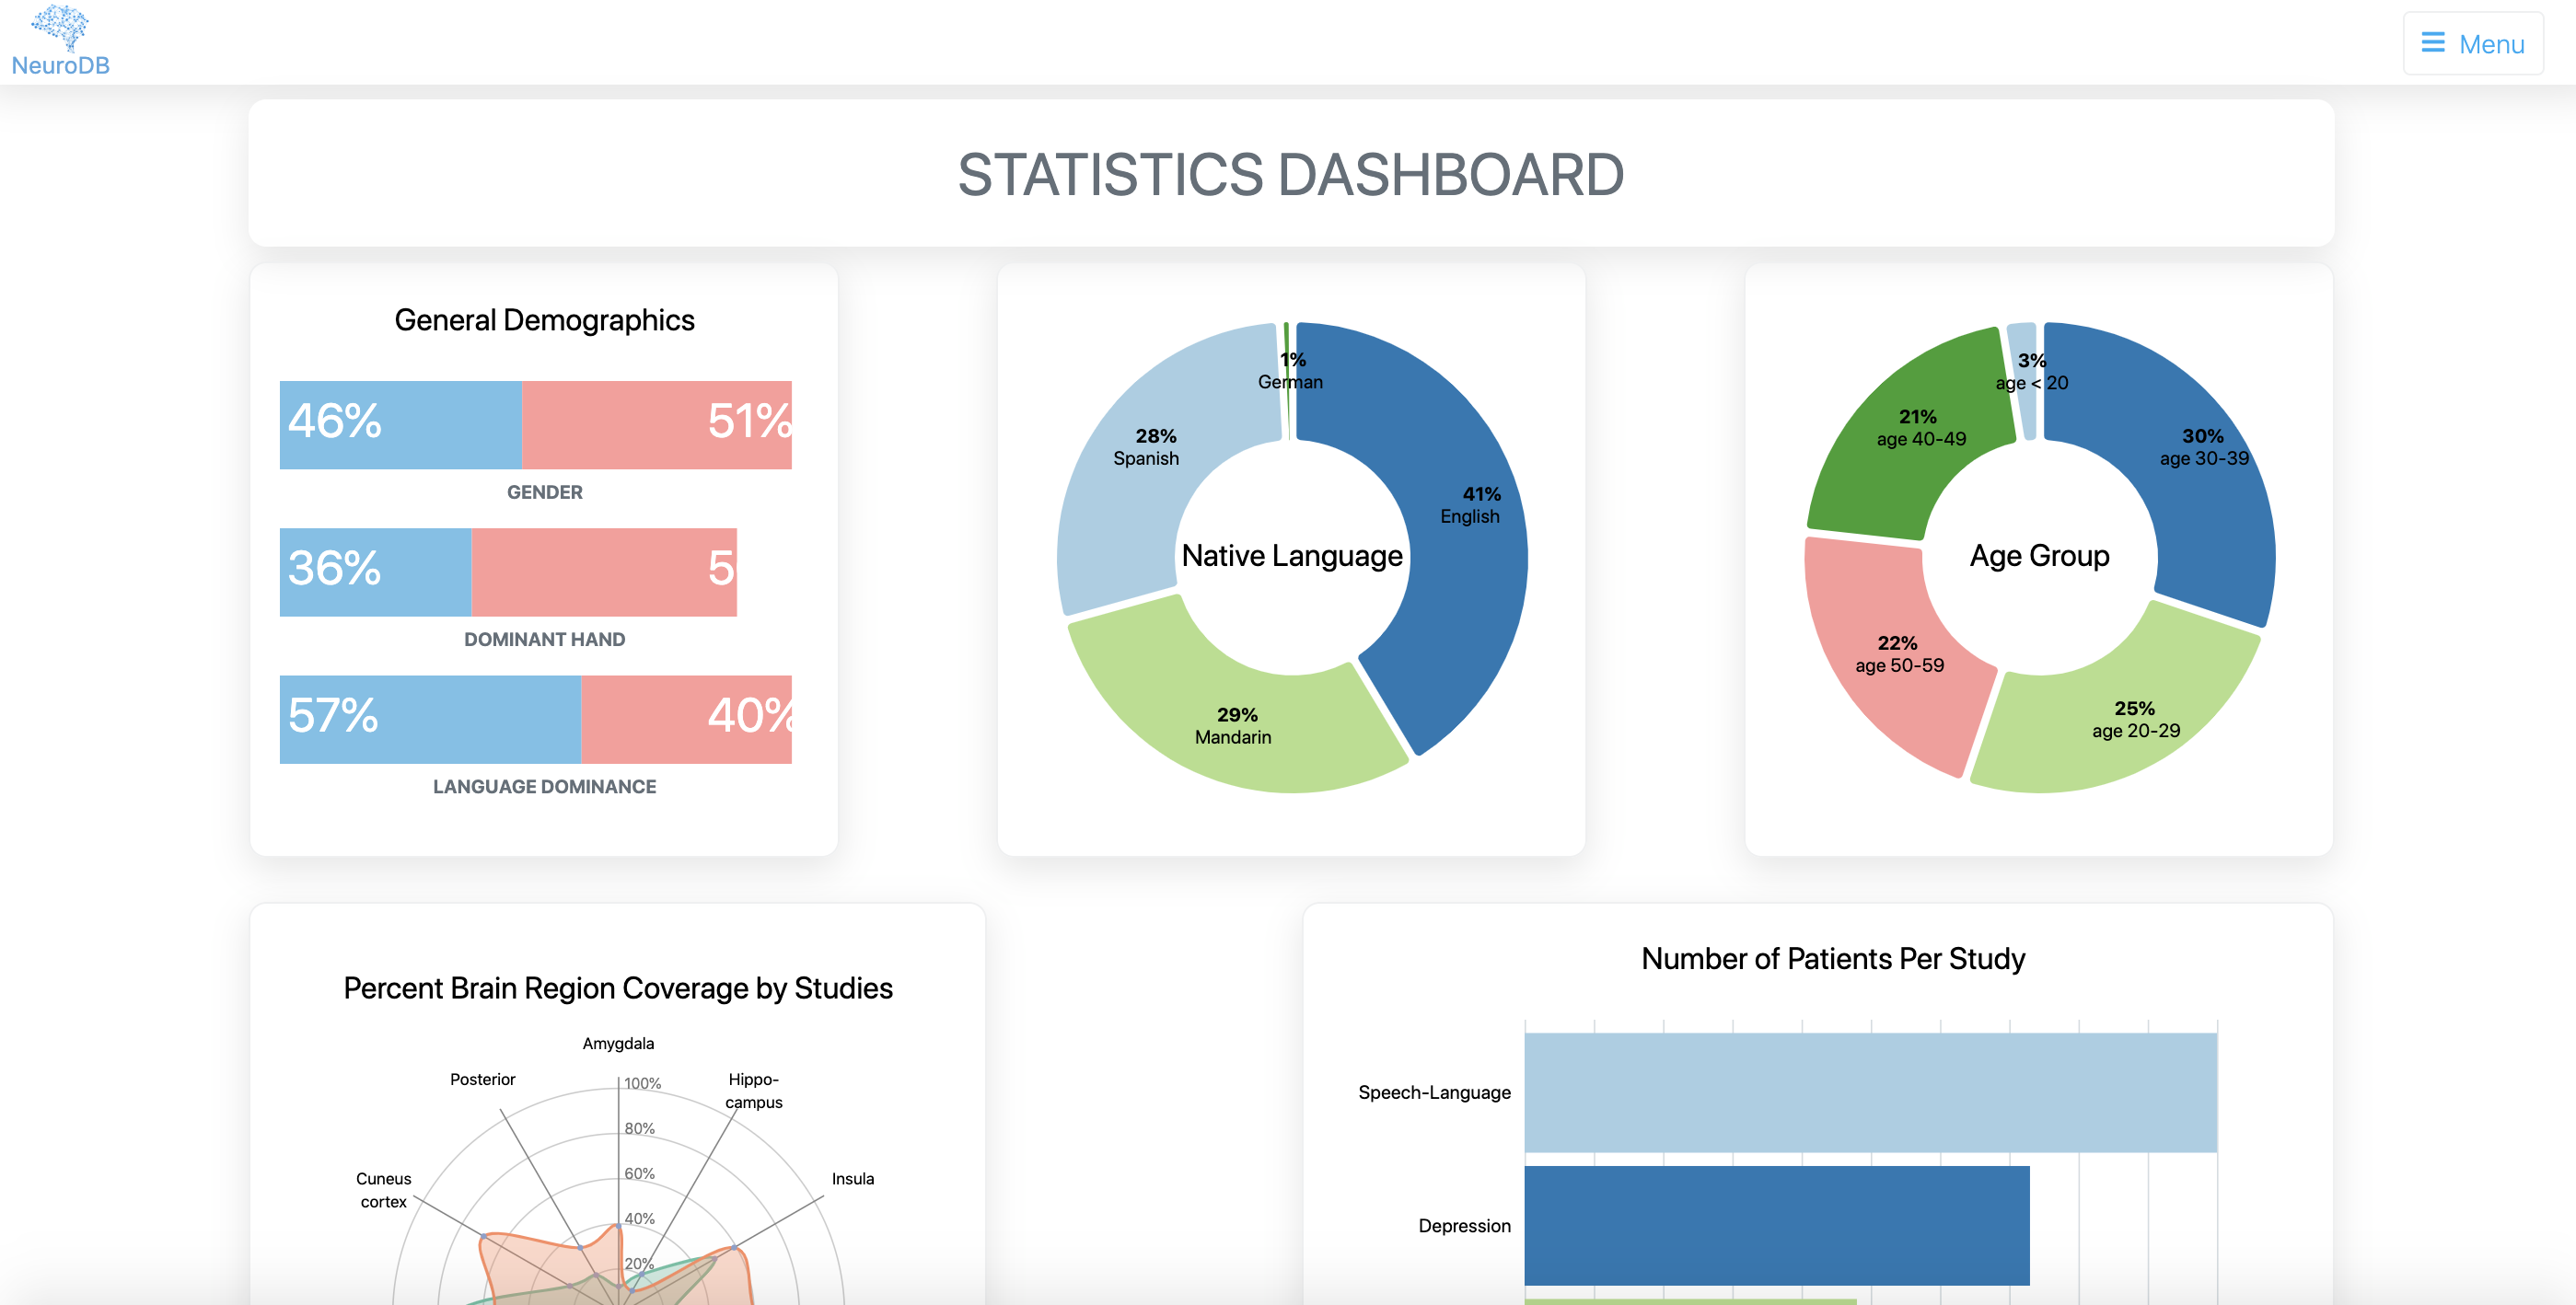 NeuroDB
Menu
STATISTICS DASHBOARD
General Demographics
46%
51%
GENDER
36%
5
DOMINANT HAND
57%
40%
LANGUAGE DOMINANCE
1%
German
28%
Spanish
41%
English
Native Language
29%
Mandarin
3%
age < 20
21%
age 40-49
30%
age 30-39
Age Group
22%
age 50-59
25%
age 20-29
Percent Brain Region Coverage by Studies
Amygdala
Posterior
Hippo-
campus
100%
80%
Cuneus
cortex
60%
Insula
40%
20%
Number of Patients Per Study
Speech-Language
Depression